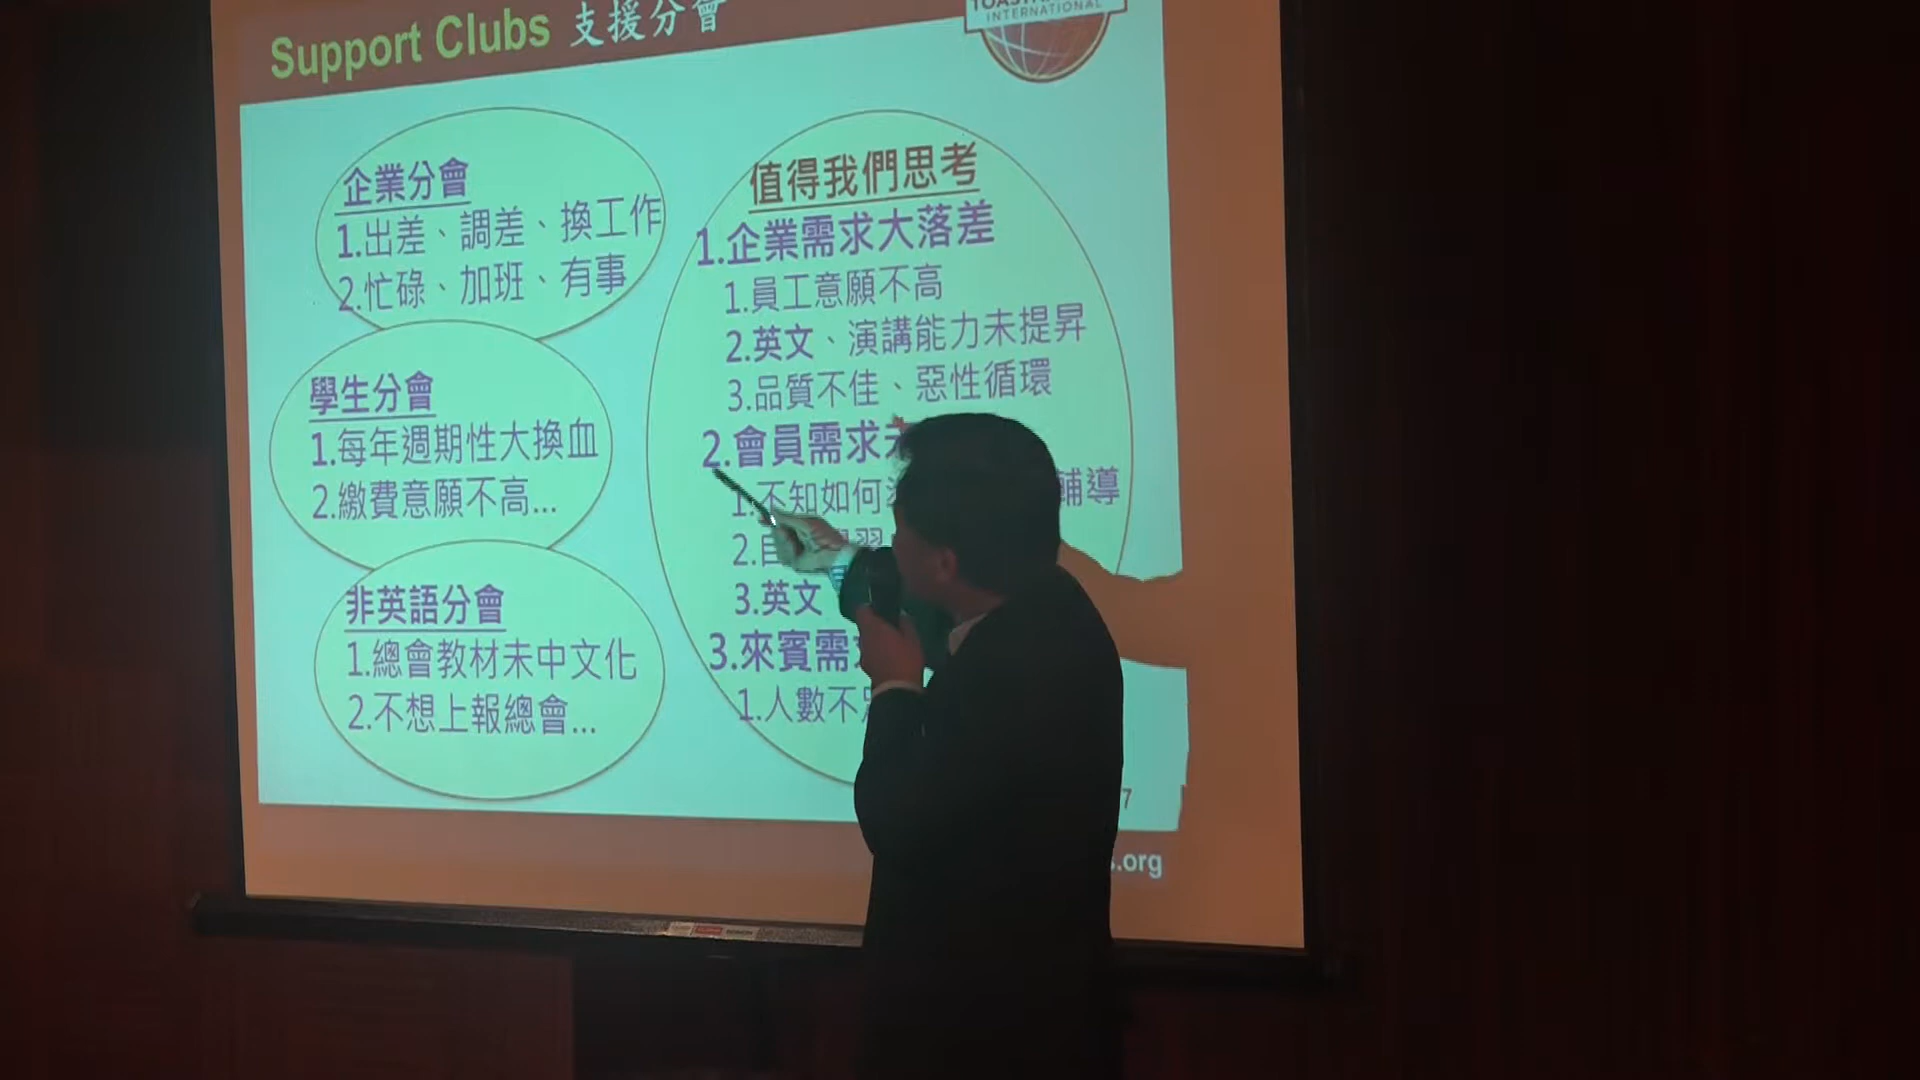 Support Clubs 支援分會
INTERNATIONAL
企業分會
1.出差、調差、換工作
2.忙碌、加班、有事
學生分會
1.每年週期性大換血
2.繳費意願不高...
非英語分會
1.總會教材未中文化
2.不想上報總會...
值得我們思考
1.企業需求大落差
1.員工意願不高
2.英文、演講能力未提昇
3.品質不佳、惡性循環
2.會員需求
1.不知如何 輔導
2.
3.英文
3.來賓需
1.人數不
7
.org